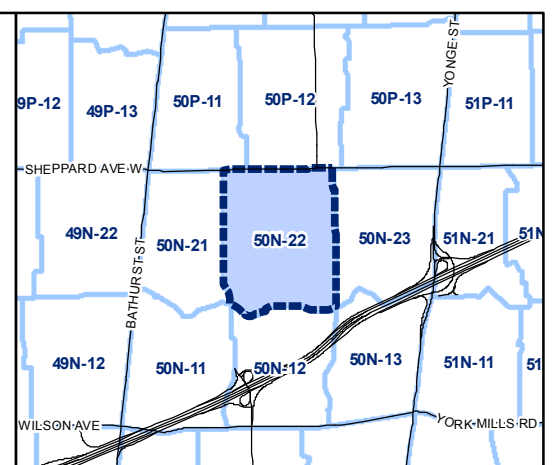 YONGE ST
9P-12
49P-13
50P-11
50P-12
50P-13
51P-11
SHEPPARD AVE W
49N-22
BATHURST ST
50N-21
50N-22
50N-23
51N-21
51N
49N-12
50N-11
50N-12
50N-13
51N-11
51
WILSON AVE
YORK MILLS RD